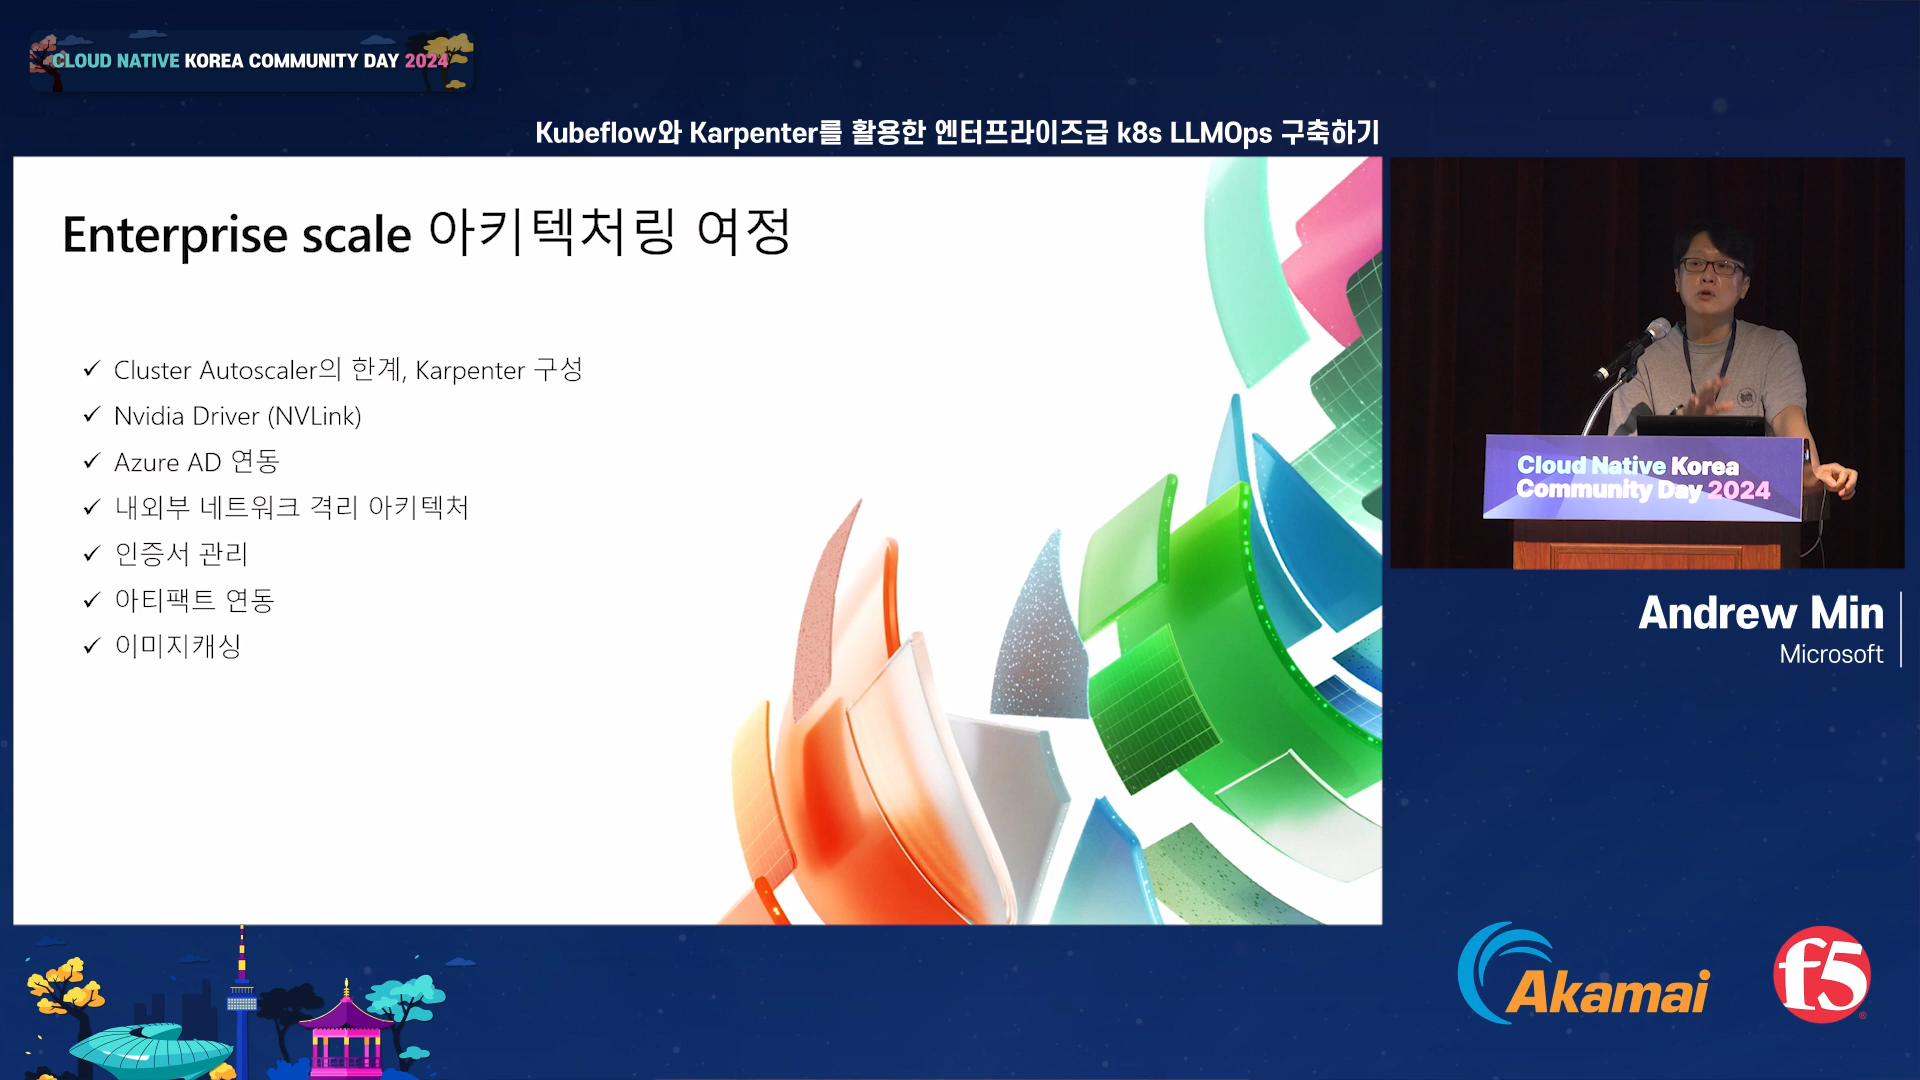 CLOUD NATIVE KOREA COMMUNITY DAY 2024
Kubeflow와 Karpenter를 활용한 엔터프라이즈급 k8s LLMOps 구축하기
Enterprise scale 아키텍처링 여정
✓ Cluster Autoscaler의 한계, Karpenter 구성
✓ Nvidia Driver (NVLink)
✓ Azure AD 연동
✓ 내외부 네트워크 격리 아키텍처
✓ 인증서 관리
✓ 아티팩트 연동
✓ 이미지캐싱
Cloud Native Korea
Community Day 2024
Andrew Min
Microsoft
Akamai
f5